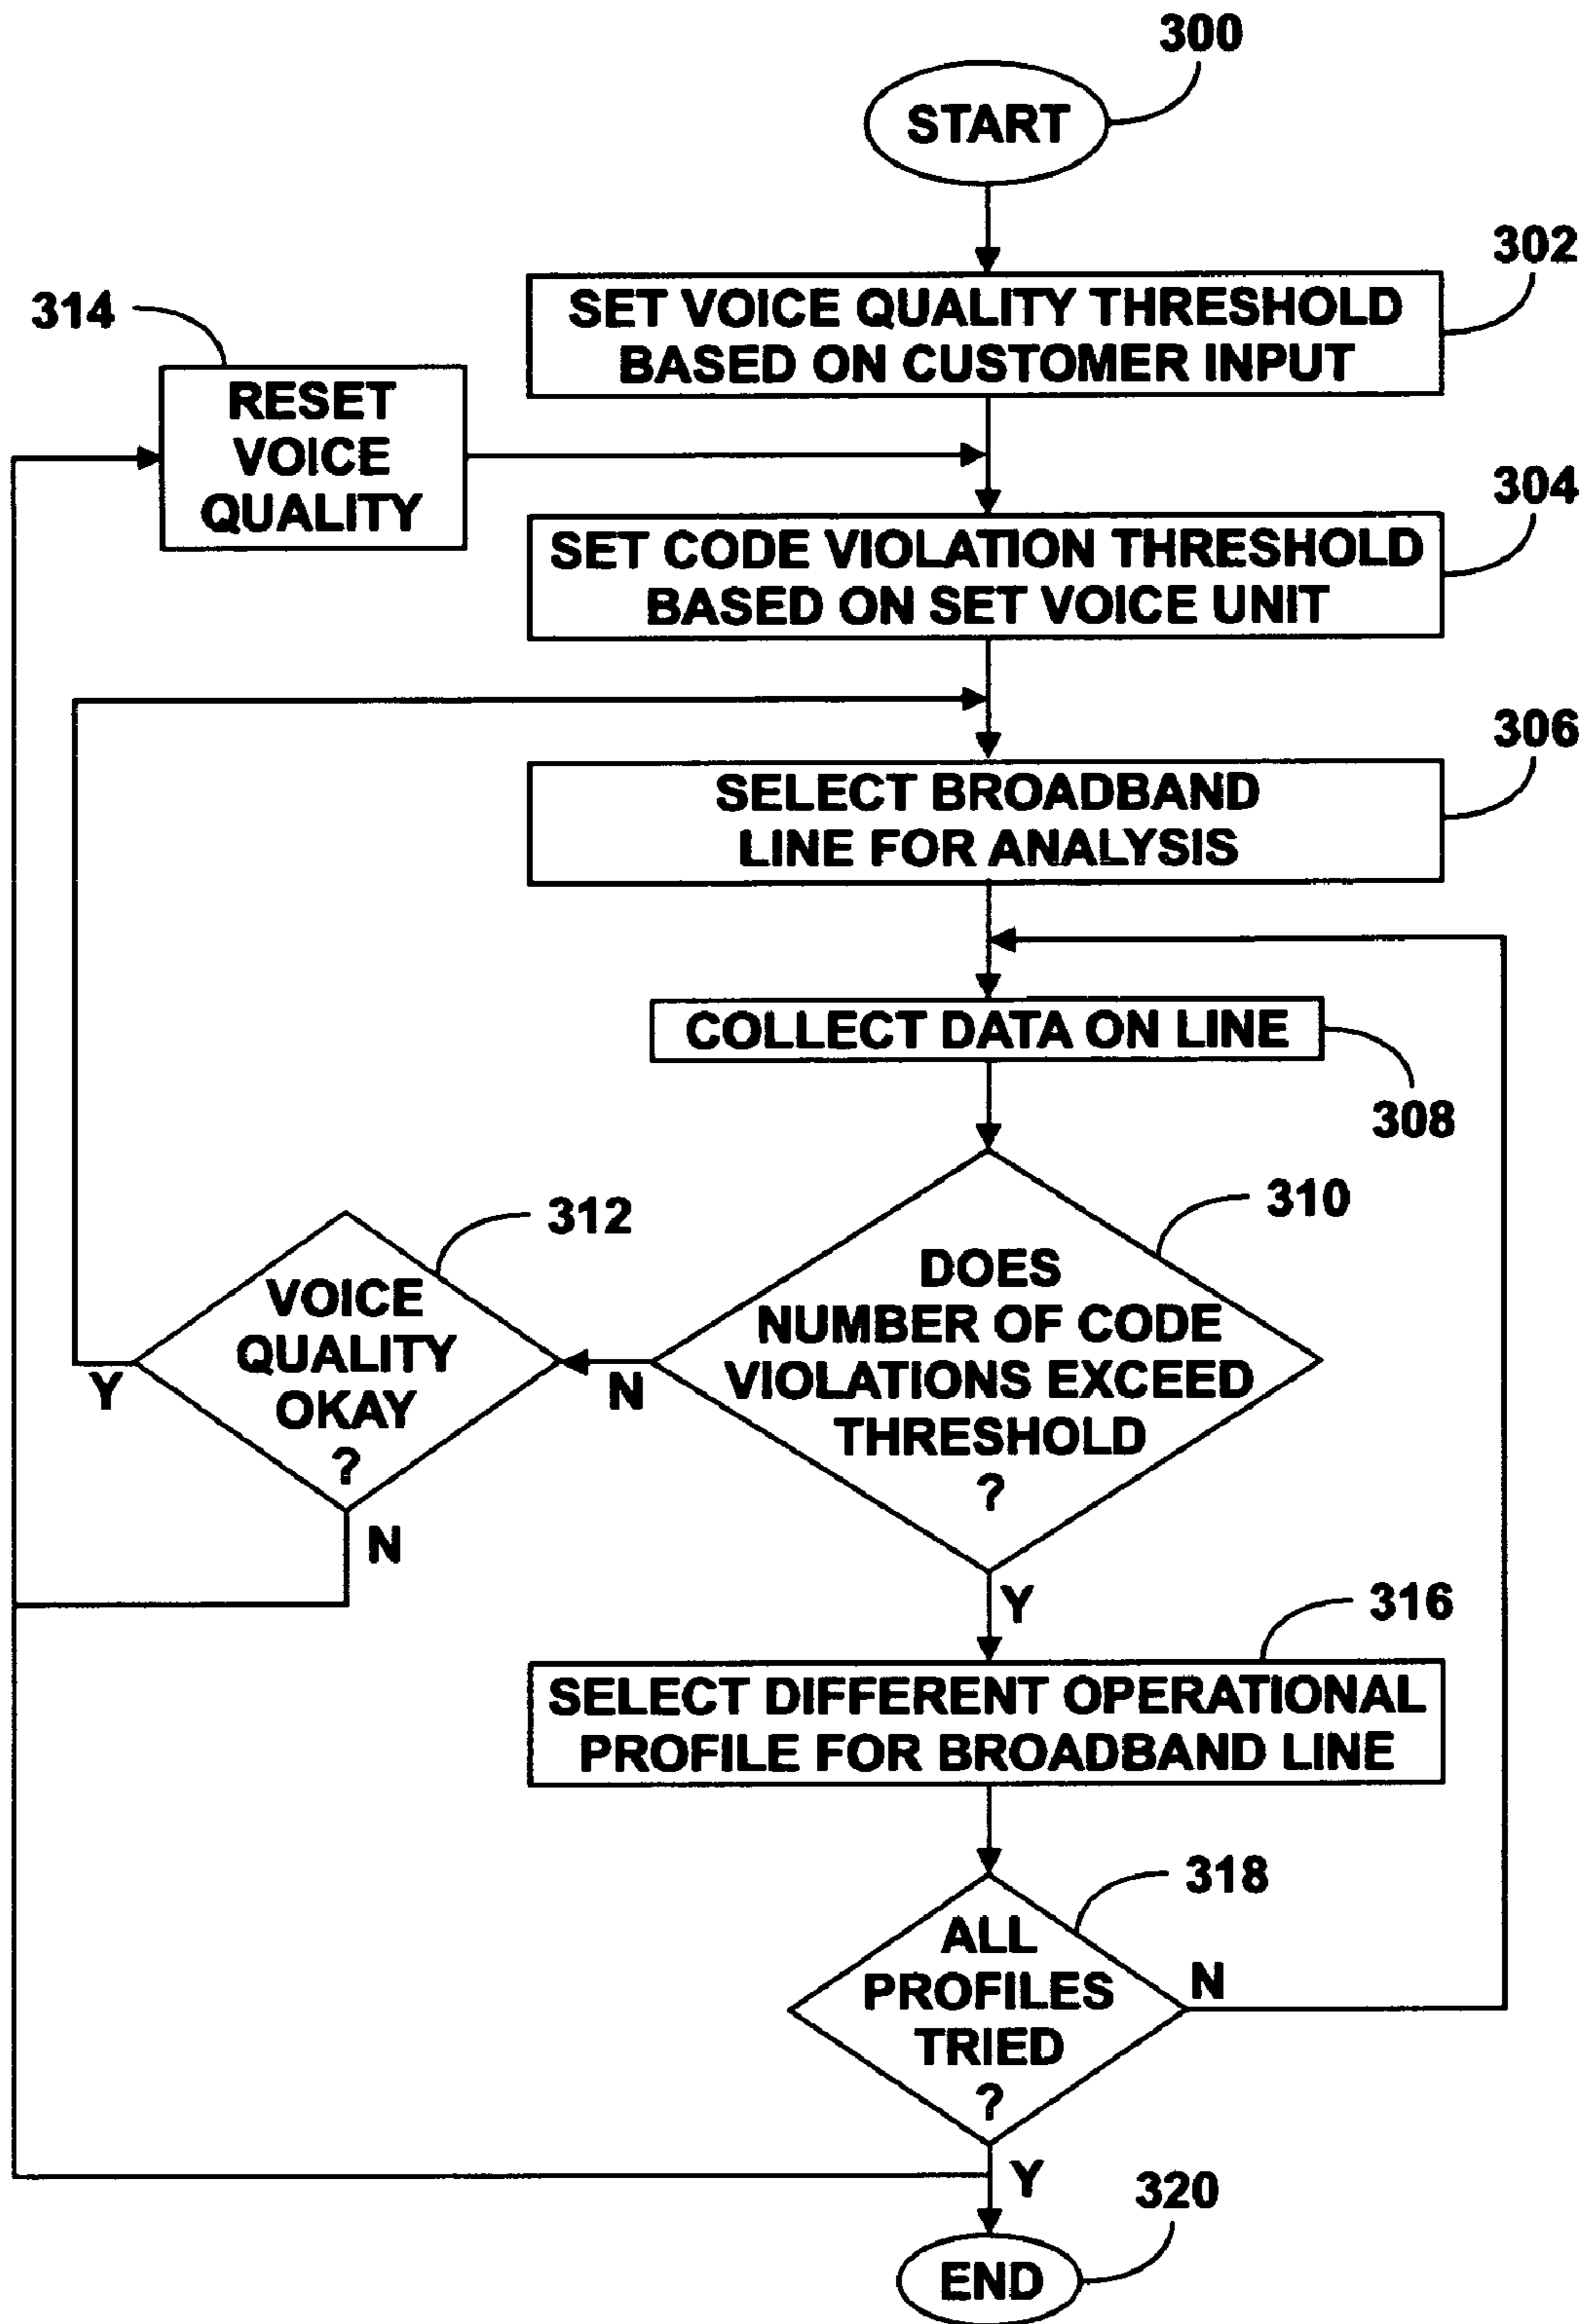 300
START
302
SET VOICE QUALITY THRESHOLD
BASED ON CUSTOMER INPUT
314
RESET
VOICE
QUALITY
304
SET CODE VIOLATION THRESHOLD
BASED ON SET VOICE UNIT
306
SELECT BROADBAND
LINE FOR ANALYSIS
COLLECT DATA ON LINE
308
310
DOES
NUMBER OF CODE
VIOLATIONS EXCEED
THRESHOLD
?
312
VOICE
QUALITY
OKAY
?
Y
N
N
Y
316
SELECT DIFFERENT OPERATIONAL
PROFILE FOR BROADBAND LINE
318
ALL
PROFILES
TRIED
?
N
Y
320
END